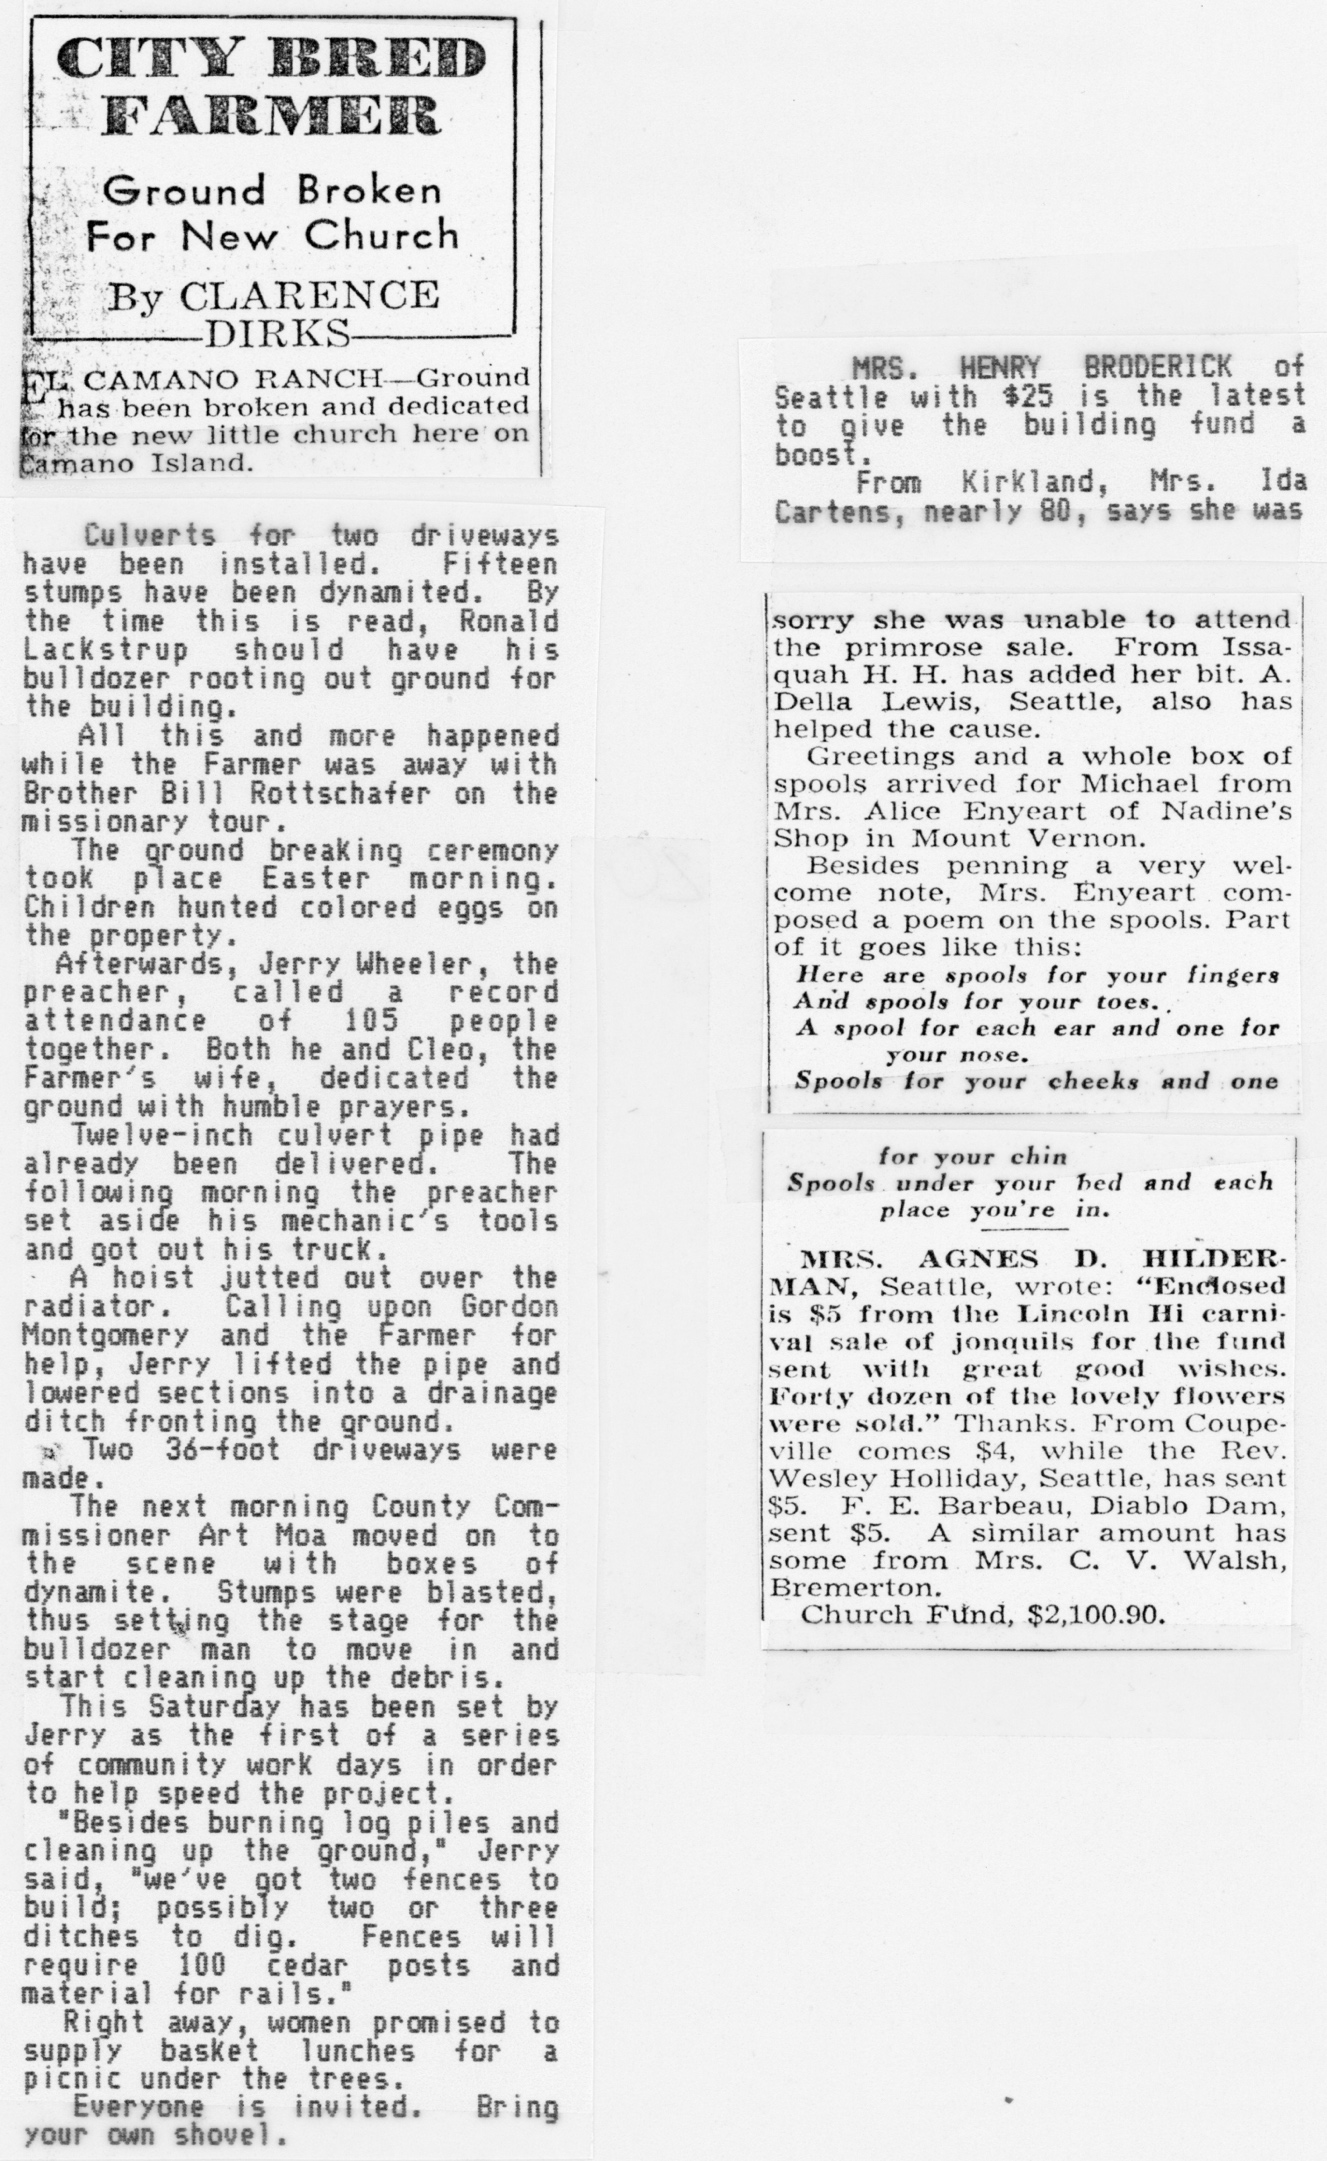 CITY BRED
FARMER
Ground Broken
For New Church
By CLARENCE
DIRKS
EL CAMANO RANCH—Ground
has been broken and dedicated
for the new little church here on
Camano Island.
Culverts for two driveways
have been installed. Fifteen
stumps have been dynamited. By
the time this is read, Ronald
Lackstrup should have his
bulldozer rooting out ground for
the building.
All this and more happened
while the Farmer was away with
Brother Bill Rottschafer on the
missionary tour.
The ground breaking ceremony
took place Easter morning.
Children hunted colored eggs on
the property.
Afterwards, Jerry Wheeler, the
preacher, called a record
attendance of 105 people
together. Both he and Cleo, the
Farmer's wife, dedicated the
ground with humble prayers.
Twelve-inch culvert pipe had
already been delivered. The
following morning the preacher
set aside his mechanic's tools
and got out his truck.
A hoist jutted out over the
radiator. Calling upon Gordon
Montgomery and the Farmer for
help, Jerry lifted the pipe and
lowered sections into a drainage
ditch fronting the ground.
Two 36-foot driveways were
made.
The next morning County Com-
missioner Art Moa moved on to
the scene with boxes of
dynamite. Stumps were blasted,
thus setting the stage for the
bulldozer man to move in and
start cleaning up the debris.
This Saturday has been set by
Jerry as the first of a series
of community work days in order
to help speed the project.
"Besides burning log piles and
cleaning up the ground," Jerry
said, "we've got two fences to
build; possibly two or three
ditches to dig. Fences will
require 100 cedar posts and
material for rails."
Right away, women promised to
supply basket lunches for a
picnic under the trees.
Everyone is invited. Bring
your own shovel.
MRS. HENRY BRODERICK of
Seattle with $25 is the latest
to give the building fund a
boost.
From Kirkland, Mrs. Ida
Cartens, nearly 80, says she was
sorry she was unable to attend
the primrose sale. From Issa-
quah H. H. has added her bit. A.
Della Lewis, Seattle, also has
helped the cause.
Greetings and a whole box of
spools arrived for Michael from
Mrs. Alice Enyeart of Nadine's
Shop in Mount Vernon.
Besides penning a very wel-
come note, Mrs. Enyeart com-
posed a poem on the spools. Part
of it goes like this:
Here are spools for your fingers
And spools for your toes.
A spool for each ear and one for
your nose.
Spools for your cheeks and one
for your chin
Spools under your bed and each
place you're in.
MRS. AGNES D. HILDER-
MAN, Seattle, wrote: "Enclosed
is $5 from the Lincoln Hi carni-
val sale of jonquils for the fund
sent with great good wishes.
Forty dozen of the lovely flowers
were sold." Thanks. From Coupe-
ville comes $4, while the Rev.
Wesley Holliday, Seattle, has sent
$5. F. E. Barbeau, Diablo Dam,
sent $5. A similar amount has
some from Mrs. C. V. Walsh,
Bremerton.
Church Fund, $2,100.90.